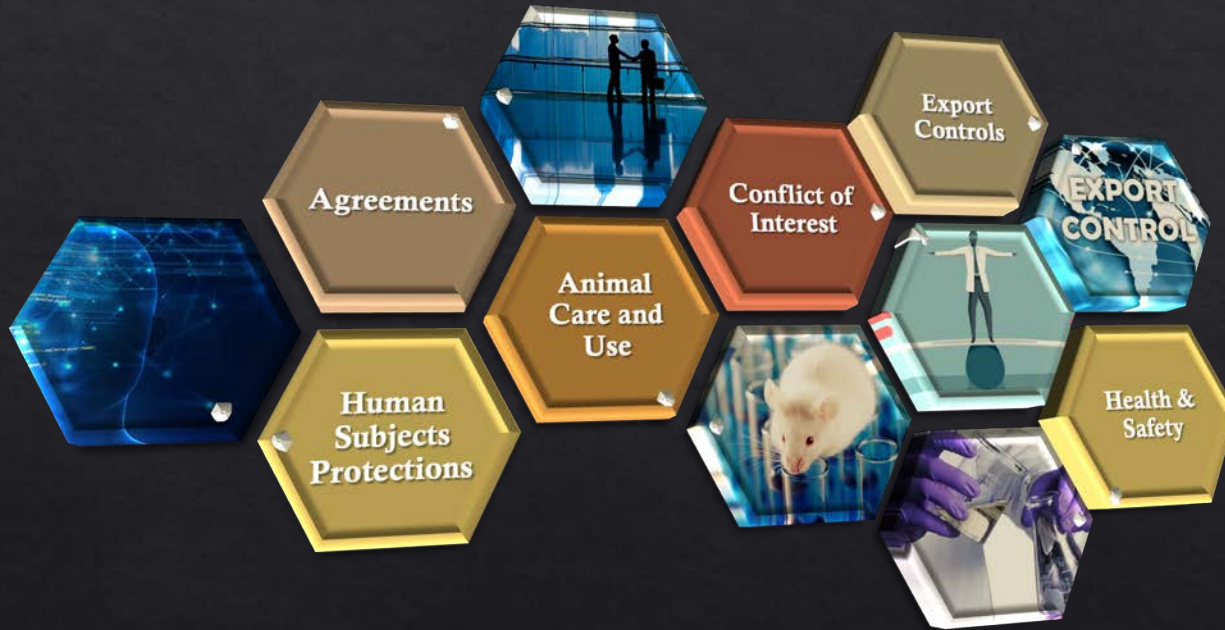 Agreements
Human
Subjects
Protections
Animal
Care and
Use
Conflict of
Interest
Export
Controls
EXPORT
CONTROL
Health &
Safety